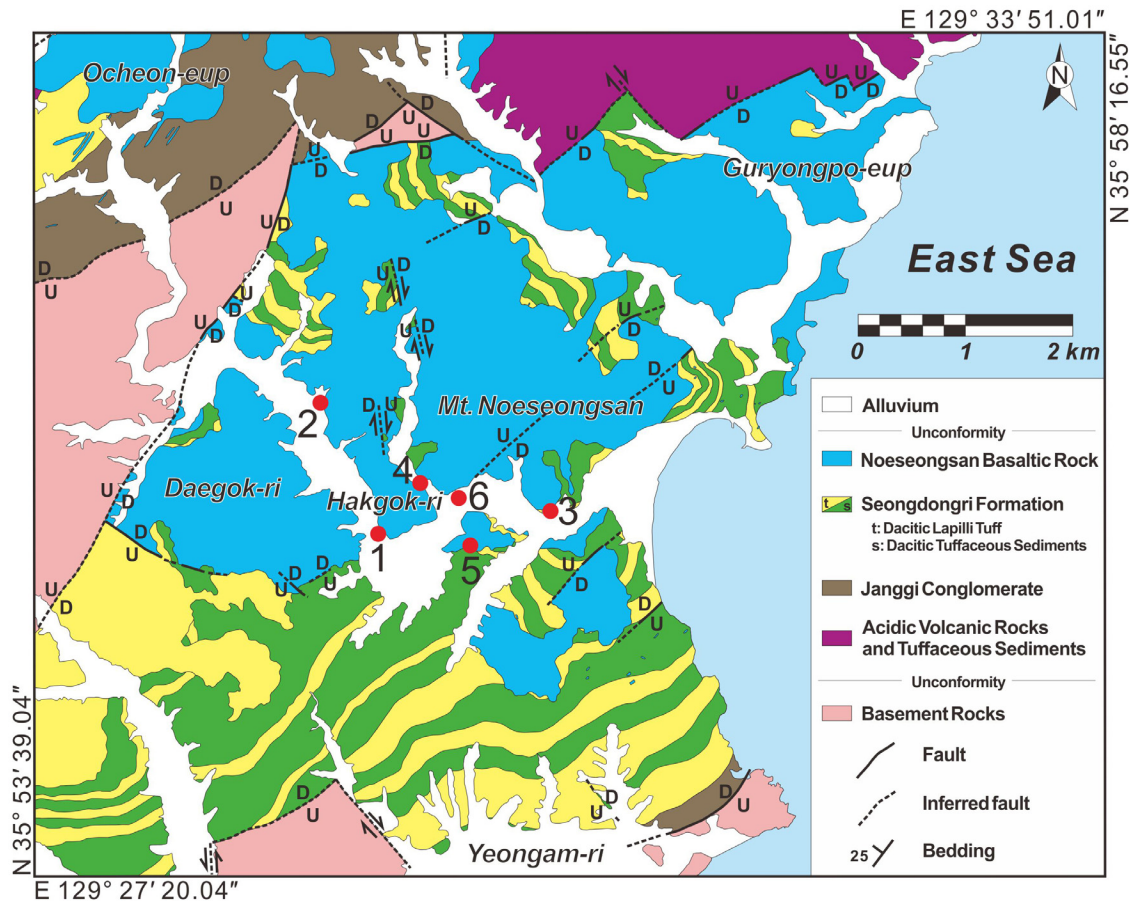 E 129° 33′ 51.01″
N 35° 58′ 16.55″
N
Ocheon-eup
U
D
U
D
U
D
U
D
U
D
U
U
U
D
D
U
D
Guryongpo-eup
D
U
U
D
U
D
East Sea
D
U
U
D
U
D
U
D
U
D
U
D
0 1 2 km
D
U
2
D
U
Mt. Noeseongsan
U
D
4
Daegok-ri
Hakgok-ri
6
3
1
5
U
D
D
U
U
D
D
U
U
D
U
D
D
U
Alluvium
Unconformity
Noeseongsan Basaltic Rock
t s Seongdongri Formation
t: Dacitic Lapilli Tuff
s: Dacitic Tuffaceous Sediments
Janggi Conglomerate
Acidic Volcanic Rocks
and Tuffaceous Sediments
Unconformity
Basement Rocks
Fault
Inferred fault
25 Bedding
D
U
D
U
D
U
Yeongam-ri
N 35° 53′ 39.04″
E 129° 27′ 20.04″